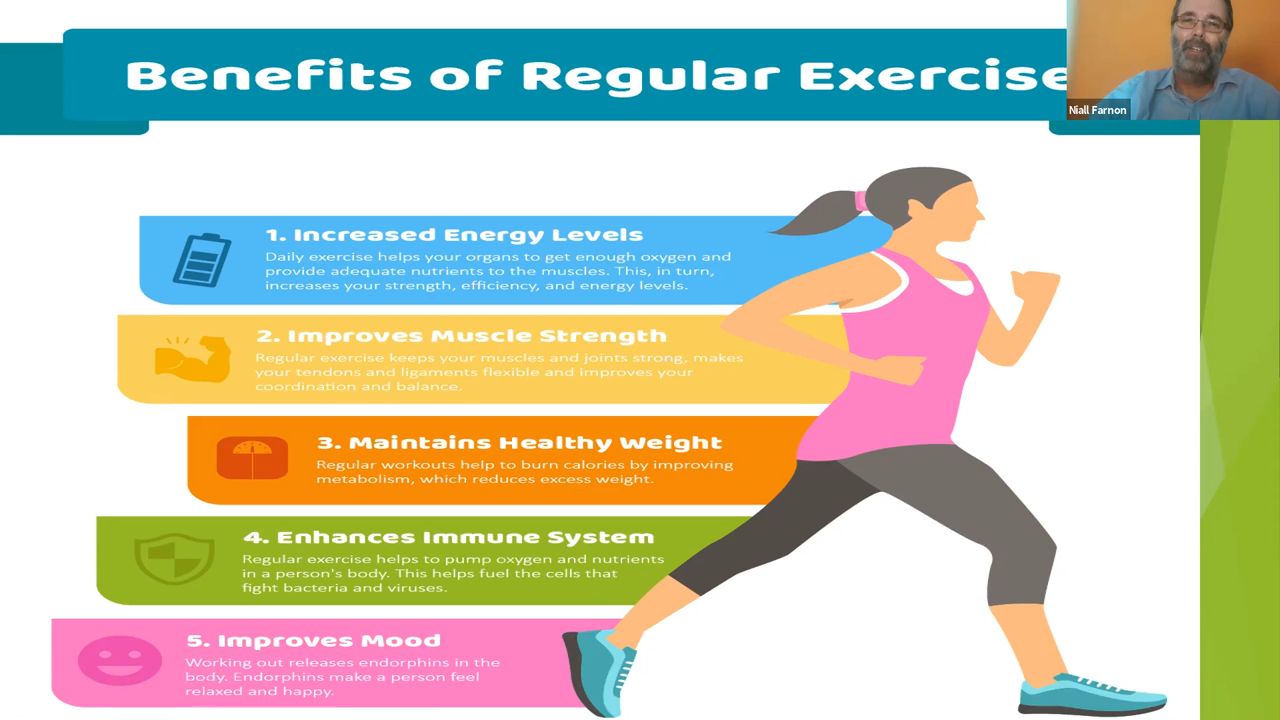 Benefits of Regular Exercise
Niall Farnon
1. Increased Energy Levels
Daily exercise helps your organs to get enough oxygen and
provide adequate nutrients to the muscles. This, in turn,
increases your strength, efficiency, and energy levels.
2. Improves Muscle Strength
Regular exercise keeps your muscles and joints strong, makes
your tendons and ligaments flexible and improves your
coordination and balance.
3. Maintains Healthy Weight
Regular workouts help to burn calories by improving
metabolism, which reduces excess weight.
4. Enhances Immune System
Regular exercise helps to pump oxygen and nutrients
in a person's body. This helps fuel the cells that
fight bacteria and viruses.
5. Improves Mood
Working out releases endorphins in the
body. Endorphins make a person feel
relaxed and happy.